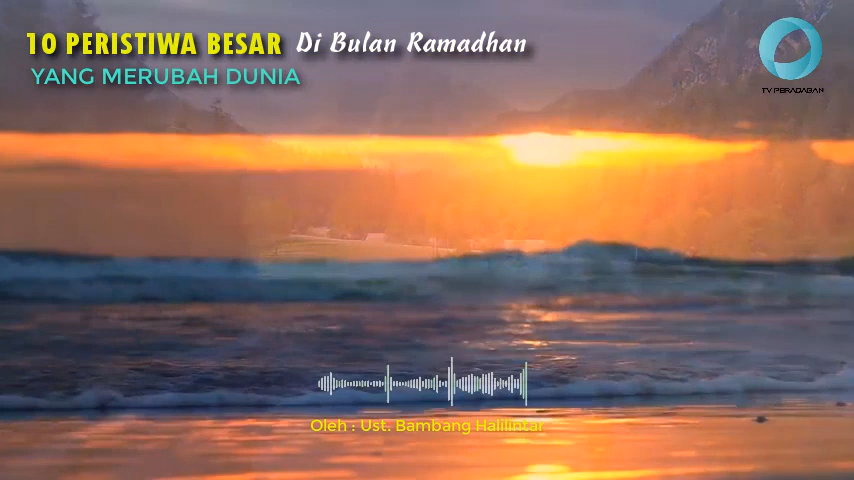 10 PERISTIWA BESAR Di Bulan Ramadhan
YANG MERUBAH DUNIA
TV PERADABAN
Oleh : Ust. Bambang Halilintar